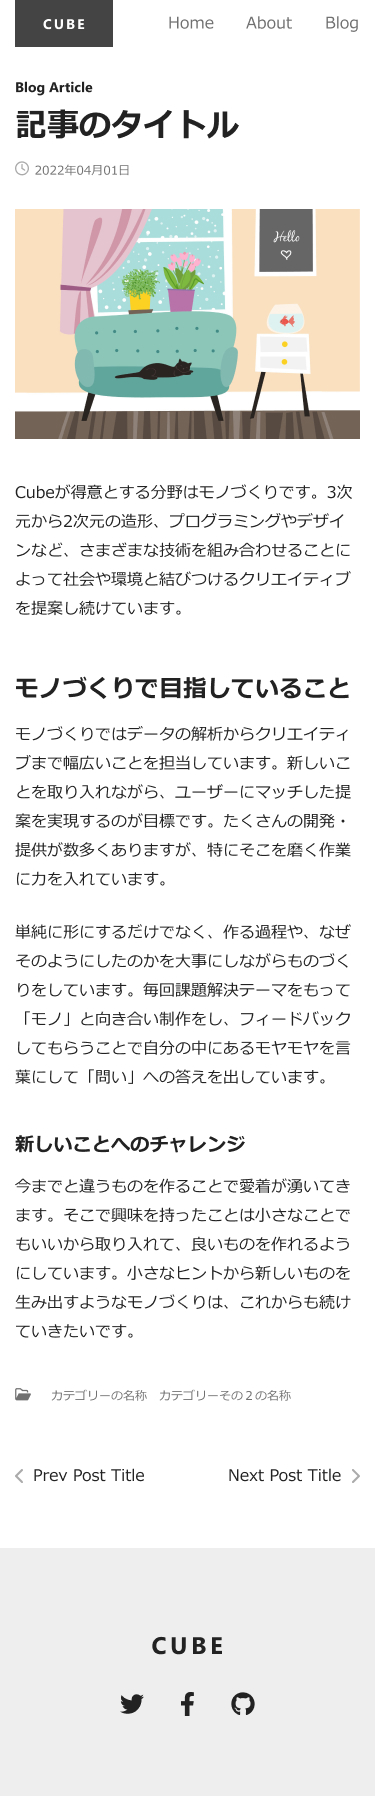 CUBE
Home About Blog
Blog Article
記事のタイトル
2022年04月01日
Hello
Cubeが得意とする分野はモノづくりです。3次
元から2次元の造形、プログラミングやデザイ
ンなど、さまざまな技術を組み合わせることに
よって社会や環境と結びつけるクリエイティブ
を提案し続けています。
モノづくりで目指していること
モノづくりではデータの解析からクリエイティ
ブまで幅広いことを担当しています。新しいこ
とを取り入れながら、ユーザーにマッチした提
案を実現するのが目標です。たくさんの開発・
提供が数多くありますが、特にそこを磨く作業
に力を入れています。
単純に形にするだけでなく、作る過程や、なぜ
そのようにしたのかを大事にしながらものづく
りをしています。毎回課題解決テーマをもって
「モノ」と向き合い制作をし、フィードバック
してもらうことで自分の中にあるモヤモヤを言
葉にして「問い」への答えを出しています。
新しいことへのチャレンジ
今までと違うものを作ることで愛着が湧いてき
ます。そこで興味を持ったことは小さなことで
もいいから取り入れて、良いものを作れるよう
にしています。小さなヒントから新しいものを
生み出すようなモノづくりは、これからも続け
ていきたいです。
カテゴリーの名称 カテゴリーその２の名称
Prev Post Title Next Post Title
CUBE